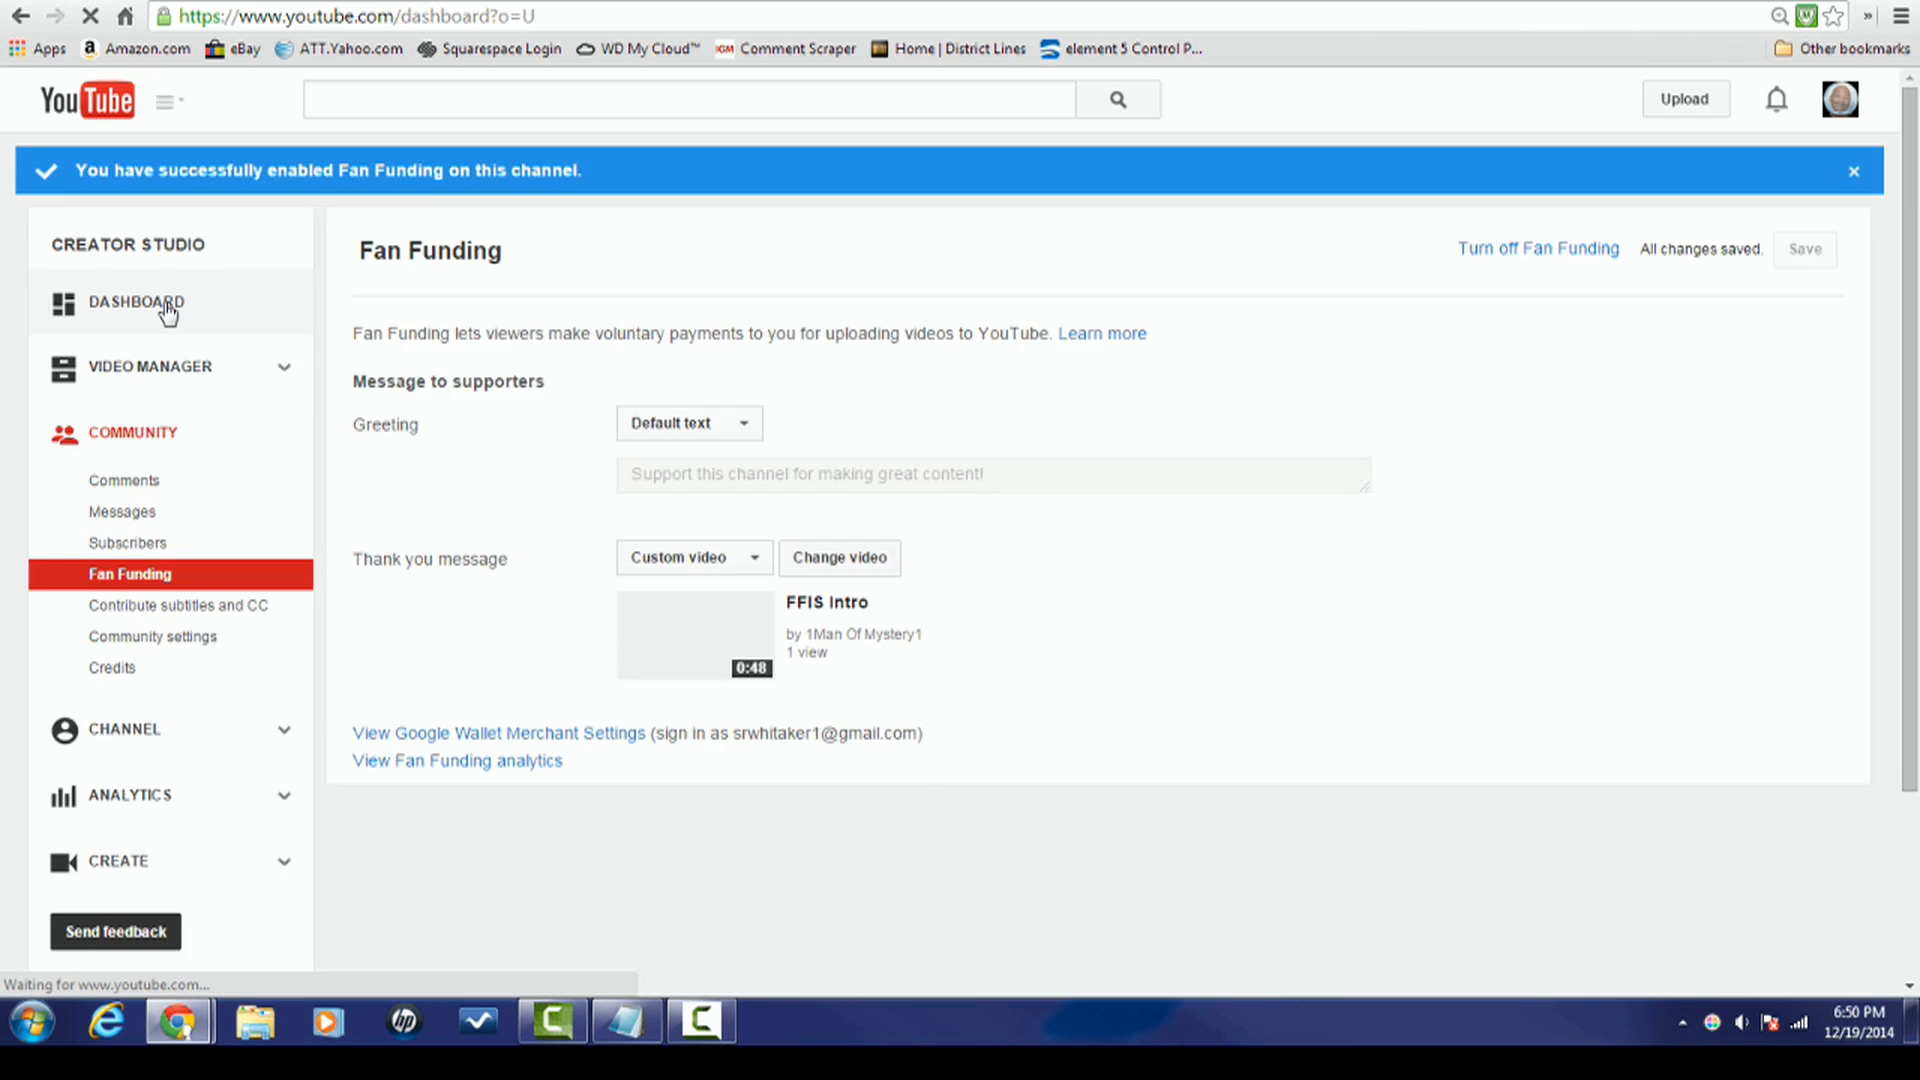 https://www.youtube.com/dashboard?o=U
Apps
a Amazon.com
eBay
ATT.Yahoo.com
Squarespace Login
WD My Cloud™
IGM Comment Scraper
Home | District Lines
element 5 Control P...
Other bookmarks
YouTube
Upload
You have successfully enabled Fan Funding on this channel.
CREATOR STUDIO
DASHBOARD
VIDEO MANAGER
COMMUNITY
Comments
Messages
Subscribers
Fan Funding
Contribute subtitles and CC
Community settings
Credits
CHANNEL
ANALYTICS
CREATE
Send feedback
Fan Funding
Turn off Fan Funding
All changes saved.
Save
Fan Funding lets viewers make voluntary payments to you for uploading videos to YouTube. Learn more
Message to supporters
Greeting
Default text
Support this channel for making great content!
Thank you message
Custom video
Change video
FFIS Intro
by 1Man Of Mystery1
1 view
0:48
View Google Wallet Merchant Settings (sign in as srwhitaker1@gmail.com)
View Fan Funding analytics
Waiting for www.youtube.com...
hp
6:50 PM
12/19/2014